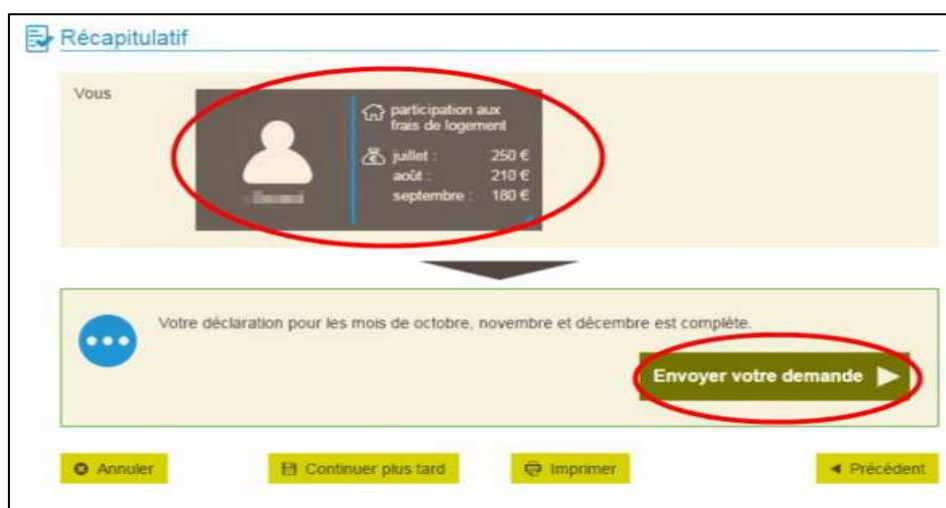 Récapitulatif
Vous
participation aux
frais de logement
juillet : 250 €
août : 210 €
septembre : 180 €
Votre déclaration pour les mois de octobre, novembre et décembre est complète.
Envoyer votre demande
Annuler
Continuer plus tard
Imprimer
Précédent